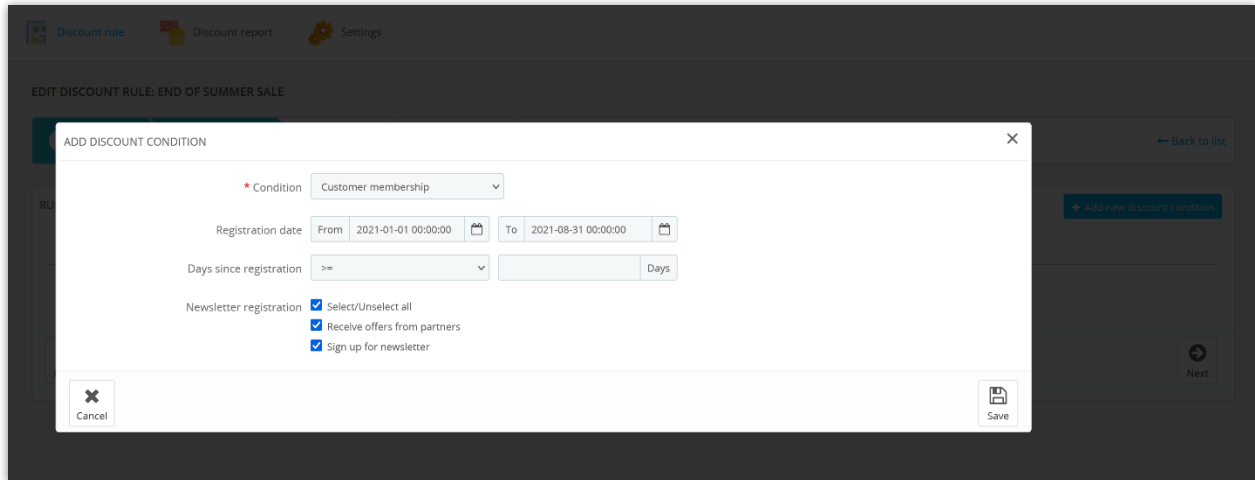 Discount rule Discount report Settings
EDIT DISCOUNT RULE: END OF SUMMER SALE
ADD DISCOUNT CONDITION
Back to list
* Condition Customer membership
RU
+ Add new discount condition
Registration date From 2021-01-01 00:00:00 To 2021-08-31 00:00:00
Days since registration >= Days
Newsletter registration Select/Unselect all
Receive offers from partners
Sign up for newsletter
Next
Cancel
Save